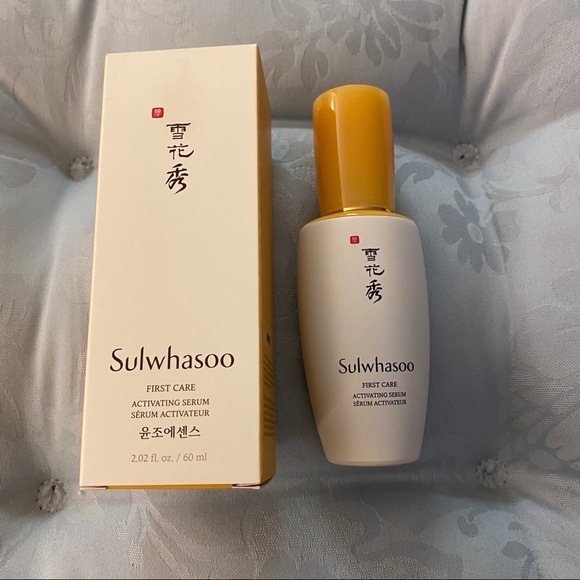 雪花秀
Sulwhasoo
FIRST CARE
ACTIVATING SERUM
SÉRUM ACTIVATEUR
윤조에센스
2.02 fl. oz. / 60 ml
雪花秀
Sulwhasoo
FIRST CARE
ACTIVATING SERUM
SÉRUM ACTIVATEUR